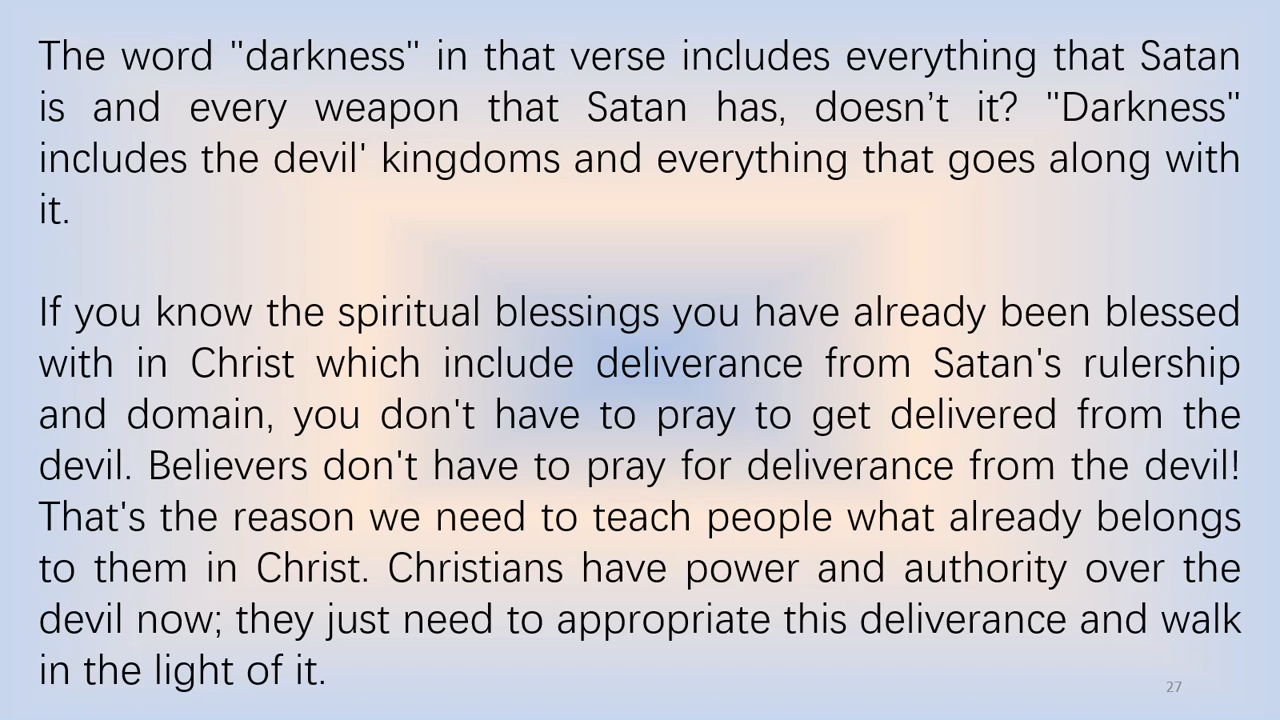 The word "darkness" in that verse includes everything that Satan
is and every weapon that Satan has, doesn’t it? "Darkness"
includes the devil' kingdoms and everything that goes along with
it.
If you know the spiritual blessings you have already been blessed
with in Christ which include deliverance from Satan's rulership
and domain, you don't have to pray to get delivered from the
devil. Believers don't have to pray for deliverance from the devil!
That's the reason we need to teach people what already belongs
to them in Christ. Christians have power and authority over the
devil now; they just need to appropriate this deliverance and walk
in the light of it.
27